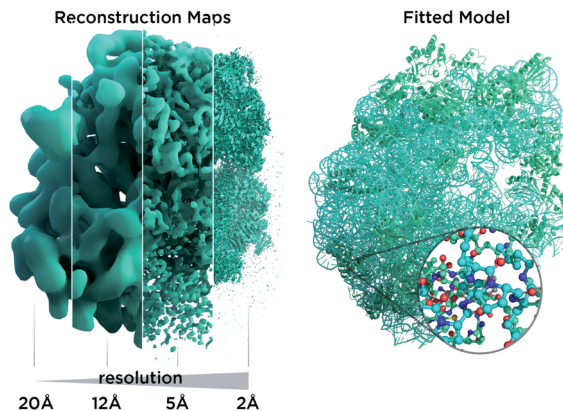 Reconstruction Maps
Fitted Model
resolution
20Å
12Å
5Å
2Å